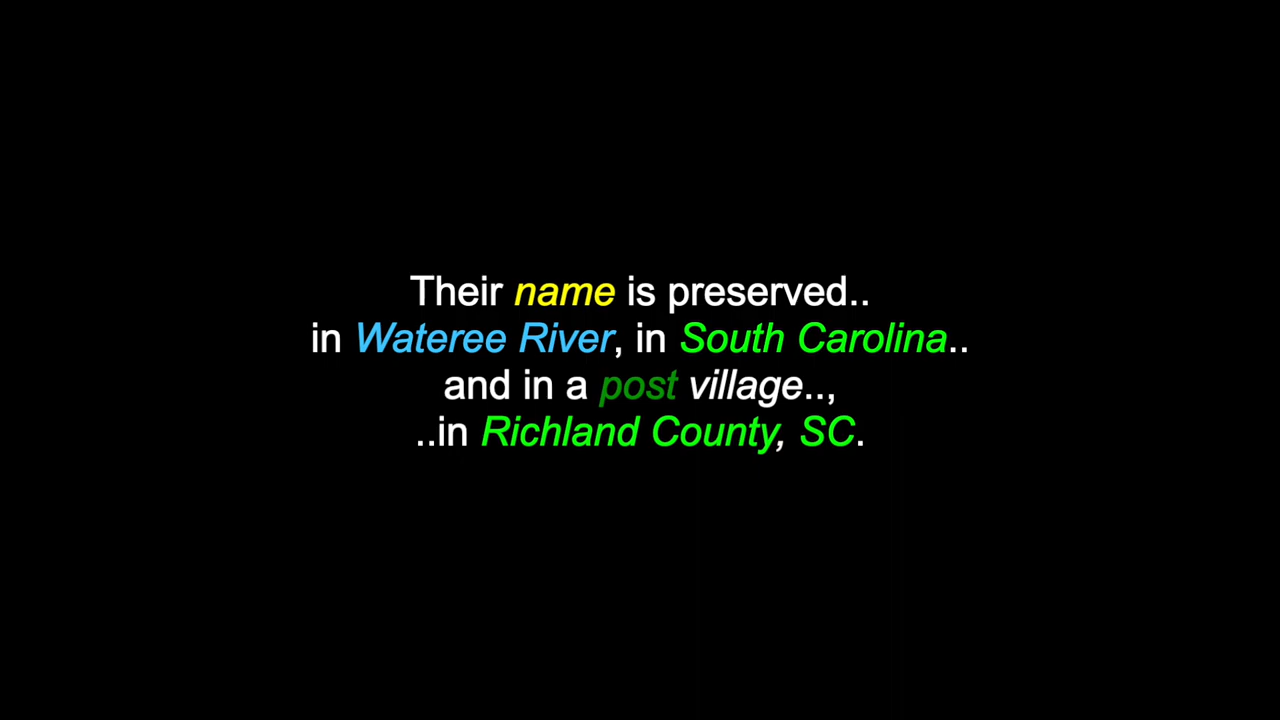 Their name is preserved..
in Wateree River, in South Carolina..
and in a post village..,
..in Richland County, SC.